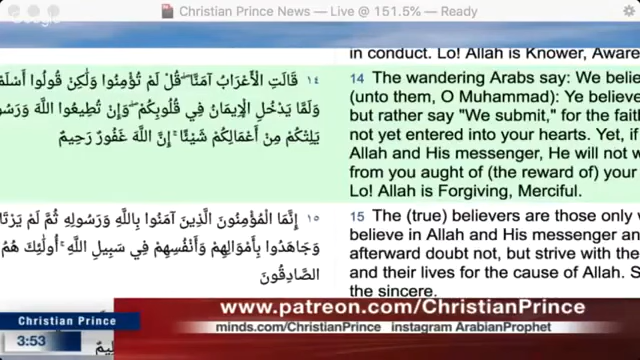 Christian Prince News — Live @ 151.5% — Ready
in conduct. Lo! Allah is Knower, Aware
١٤ قَالَتِ الْأَعْرَابُ آمَنَّا ۖ قُلْ لَمْ تُؤْمِنُوا وَلَٰكِنْ قُولُوا أَسْلَمْ
وَلَمَّا يَدْخُلِ الْإِيمَانُ فِي قُلُوبِكُمْ ۖ وَإِنْ تُطِيعُوا اللَّهَ وَرَسُو
يَلِتْكُمْ مِنْ أَعْمَالِكُمْ شَيْئًا ۚ إِنَّ اللَّهَ غَفُورٌ رَحِيمٌ
14 The wandering Arabs say: We believ
(unto them, O Muhammad): Ye believe
but rather say "We submit," for the faith
not yet entered into your hearts. Yet, if
Allah and His messenger, He will not w
from you aught of (the reward of) your
Lo! Allah is Forgiving, Merciful.
١٥ إِنَّمَا الْمُؤْمِنُونَ الَّذِينَ آمَنُوا بِاللَّهِ وَرَسُولِهِ ثُمَّ لَمْ يَرْتَا
وَجَاهَدُوا بِأَمْوَالِهِمْ وَأَنْفُسِهِمْ فِي سَبِيلِ اللَّهِ ۚ أُولَٰئِكَ هُمُ
الصَّادِقُونَ
15 The (true) believers are those only w
believe in Allah and His messenger an
afterward doubt not, but strive with the
and their lives for the cause of Allah. S
the sincere.
www.patreon.com/ChristianPrince
Christian Prince
minds.com/ChristianPrince instagram ArabianProphet
3:53